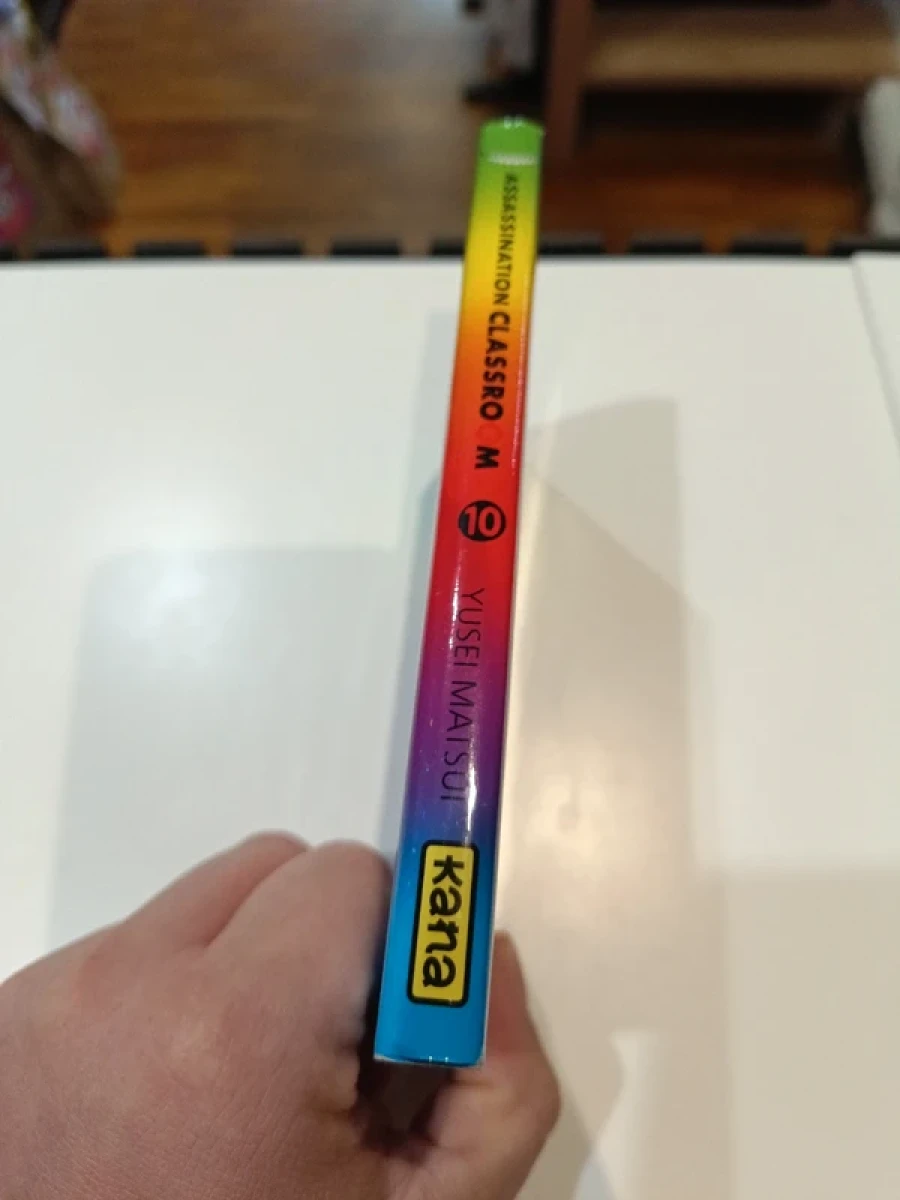 ASSASSINATION CLASSROOM
10
YUSEI MATSUI
kana